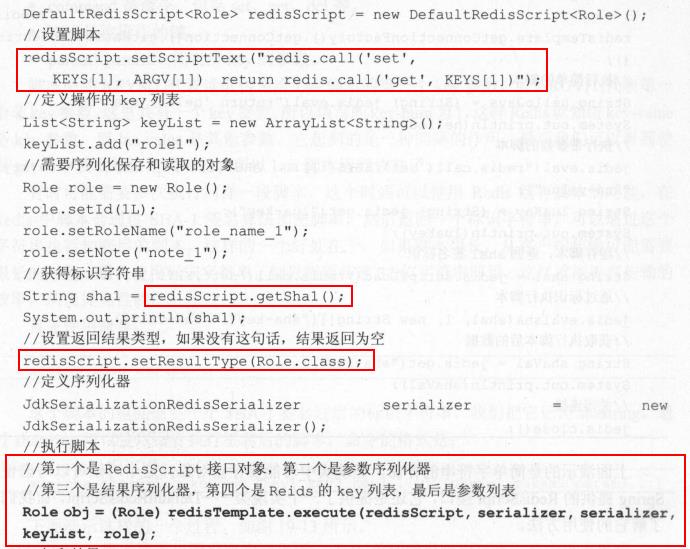 DefaultRedisScript<Role> redisScript = new DefaultRedisScript<Role>();
//设置脚本
redisScript.setScriptText("redis.call('set',
KEYS[1], ARGV[1]) return redis.call('get', KEYS[1])");
//定义操作的 key 列表
List<String> keyList = new ArrayList<String>();
keyList.add("role1");
//需要序列化保存和读取的对象
Role role = new Role();
role.setId(1L);
role.setRoleName("role_name_1");
role.setNote("note_1");
//获得标识字符串
String sha1 = redisScript.getSha1();
System.out.println(sha1);
//设置返回结果类型，如果没有这句话，结果返回为空
redisScript.setResultType(Role.class);
//定义序列化器
JdkSerializationRedisSerializer serializer = new
JdkSerializationRedisSerializer();
//执行脚本
//第一个是 RedisScript 接口对象，第二个是参数序列化器
//第三个是结果序列化器，第四个是 Reids 的 key 列表，最后是参数列表
Role obj = (Role) redisTemplate.execute(redisScript, serializer, serializer,
keyList, role);